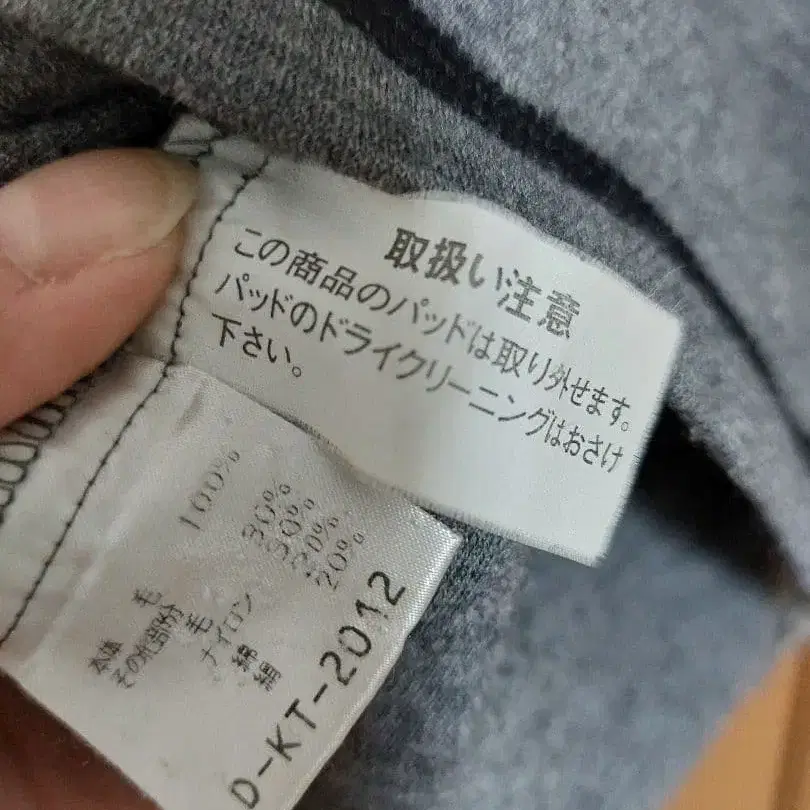 取扱い注意
この商品のパッドは取り外せます。
パッドのドライクリーニングはおさけ
下さい。
本体 毛 100%
その他部分 毛 30%
ナイロン 30%
綿 20%
絹 20%
D-KT-2012